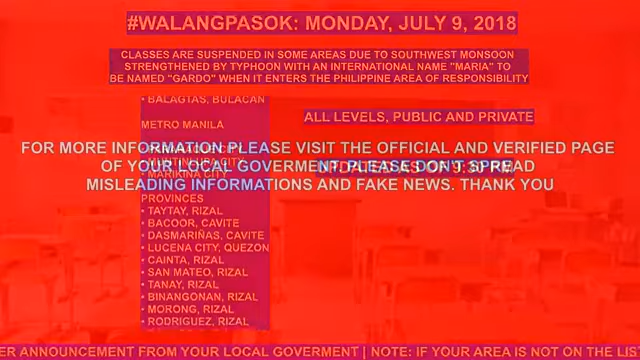 #WALANGPASOK: MONDAY, JULY 9, 2018
CLASSES ARE SUSPENDED IN SOME AREAS DUE TO SOUTHWEST MONSOON
STRENGTHENED BY TYPHOON WITH AN INTERNATIONAL NAME "MARIA" TO
BE NAMED "GARDO" WHEN IT ENTERS THE PHILIPPINE AREA OF RESPONSIBILITY
• BALAGTAS, BULACAN
METRO MANILA
• MUNTINLUPA CITY
• MARIKINA CITY
PROVINCES
• TAYTAY, RIZAL
• BACOOR, CAVITE
• DASMARIÑAS, CAVITE
• LUCENA CITY, QUEZON
• CAINTA, RIZAL
• SAN MATEO, RIZAL
• TANAY, RIZAL
• BINANGONAN, RIZAL
• MORONG, RIZAL
• RODRIGUEZ, RIZAL
ALL LEVELS, PUBLIC AND PRIVATE
FOR MORE INFORMATION PLEASE VISIT THE OFFICIAL AND VERIFIED PAGE
OF YOUR LOCAL GOVERMENT. PLEASE DON'T SPREAD
MISLEADING INFORMATIONS AND FAKE NEWS. THANK YOU
ER ANNOUNCEMENT FROM YOUR LOCAL GOVERMENT | NOTE: IF YOUR AREA IS NOT ON THE LIS